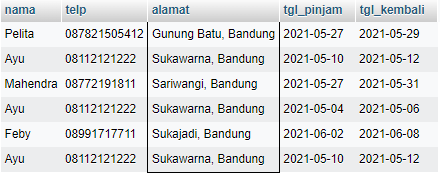 nama telp alamat tgl_pinjam tgl_kembali
Pelita 087821505412 Gunung Batu, Bandung 2021-05-27 2021-05-29
Ayu 08112121222 Sukawarna, Bandung 2021-05-10 2021-05-12
Mahendra 08772191811 Sariwangi, Bandung 2021-05-27 2021-05-31
Ayu 08112121222 Sukawarna, Bandung 2021-05-04 2021-05-06
Feby 08991717711 Sukajadi, Bandung 2021-06-02 2021-06-08
Ayu 08112121222 Sukawarna, Bandung 2021-05-10 2021-05-12